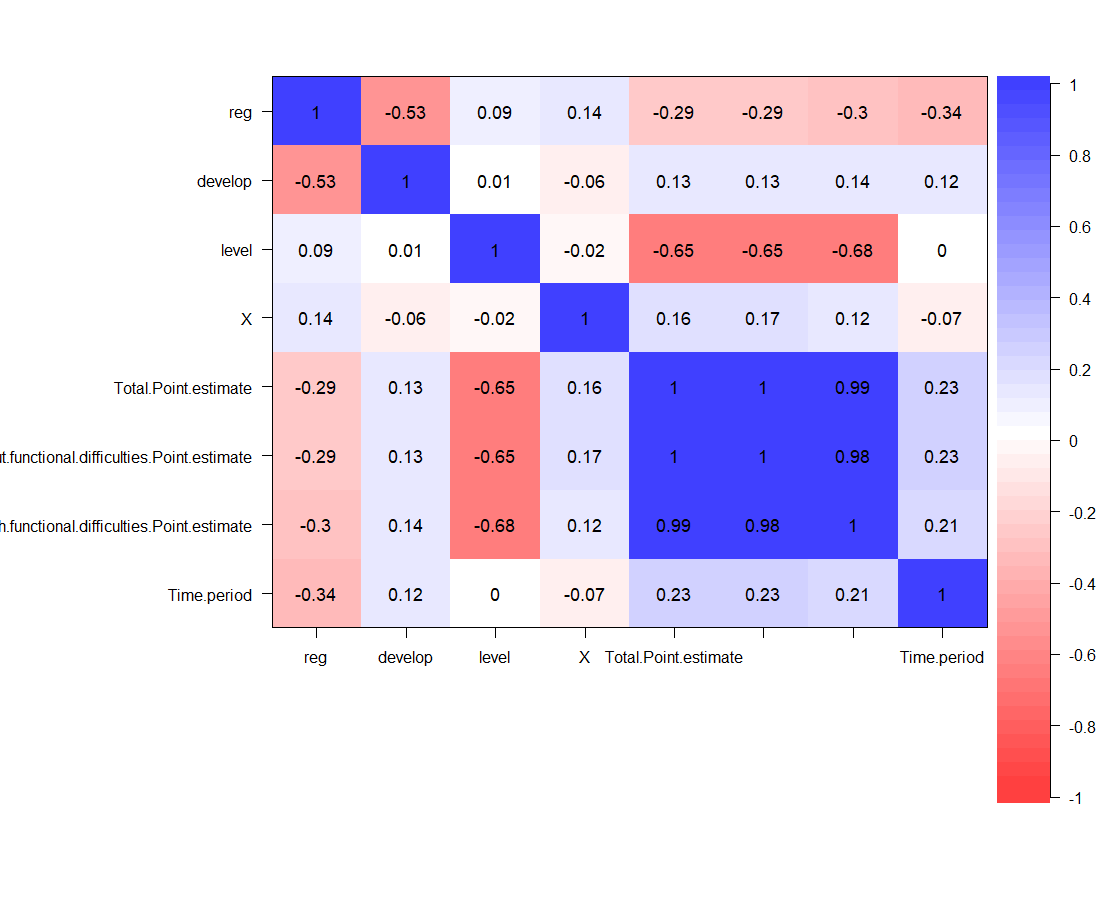 reg 1 -0.53 0.09 0.14 -0.29 -0.29 -0.3 -0.34
develop -0.53 1 0.01 -0.06 0.13 0.13 0.14 0.12
level 0.09 0.01 1 -0.02 -0.65 -0.65 -0.68 0
X 0.14 -0.06 -0.02 1 0.16 0.17 0.12 -0.07
Total.Point.estimate -0.29 0.13 -0.65 0.16 1 1 0.99 0.23
t.functional.difficulties.Point.estimate -0.29 0.13 -0.65 0.17 1 1 0.98 0.23
h.functional.difficulties.Point.estimate -0.3 0.14 -0.68 0.12 0.99 0.98 1 0.21
Time.period -0.34 0.12 0 -0.07 0.23 0.23 0.21 1
reg develop level X Total.Point.estimate Time.period
1
0.8
0.6
0.4
0.2
0
-0.2
-0.4
-0.6
-0.8
-1